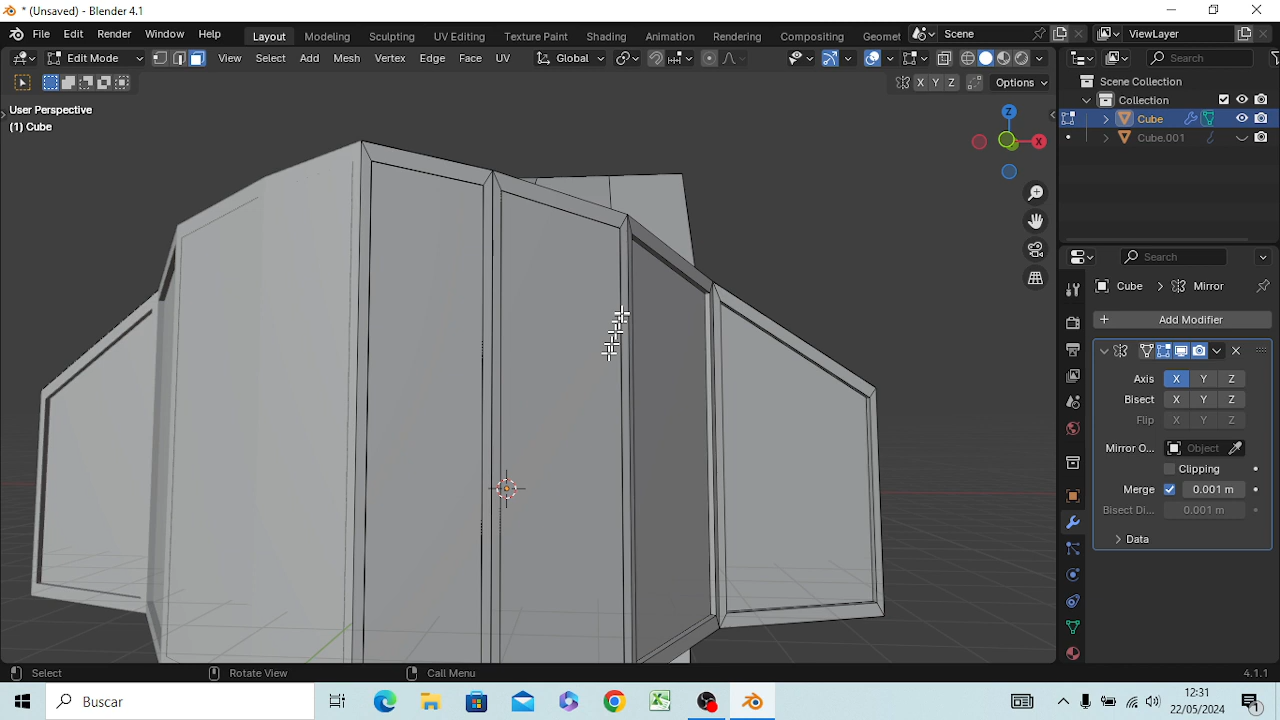 * (Unsaved) - Blender 4.1
File Edit Render Window Help Layout Modeling Sculpting UV Editing Texture Paint Shading Animation Rendering Compositing Geomet Scene ViewLayer
Edit Mode View Select Add Mesh Vertex Edge Face UV Global Search
X Y Z Options
User Perspective
(1) Cube
Z
X
Scene Collection
Collection
Cube
Cube.001
Search
Cube > Mirror
+ Add Modifier
Axis X Y Z
Bisect X Y Z
Flip X Y Z
Mirror O... Object
Clipping
Merge 0.001 m
Bisect Di... 0.001 m
Data
Select Rotate View Call Menu 4.1.1
Buscar
12:31
22/05/2024
1